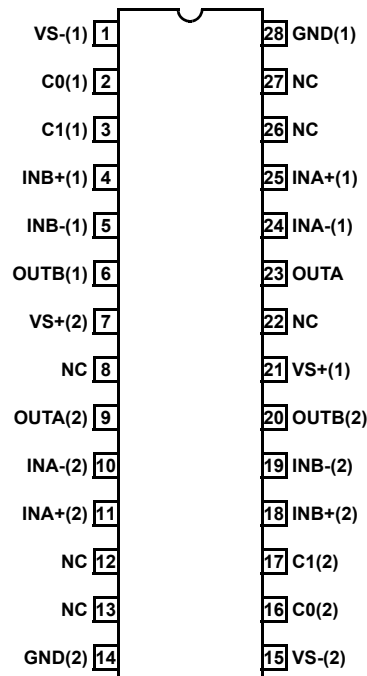 VS-(1) 1 28 GND(1)
C0(1) 2 27 NC
C1(1) 3 26 NC
INB+(1) 4 25 INA+(1)
INB-(1) 5 24 INA-(1)
OUTB(1) 6 23 OUTA
VS+(2) 7 22 NC
NC 8 21 VS+(1)
OUTA(2) 9 20 OUTB(2)
INA-(2) 10 19 INB-(2)
INA+(2) 11 18 INB+(2)
NC 12 17 C1(2)
NC 13 16 C0(2)
GND(2) 14 15 VS-(2)